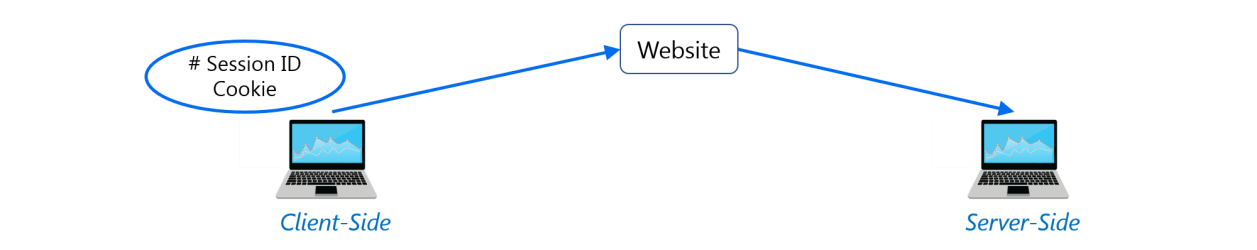 # Session ID
Cookie
Website
Client-Side
Server-Side